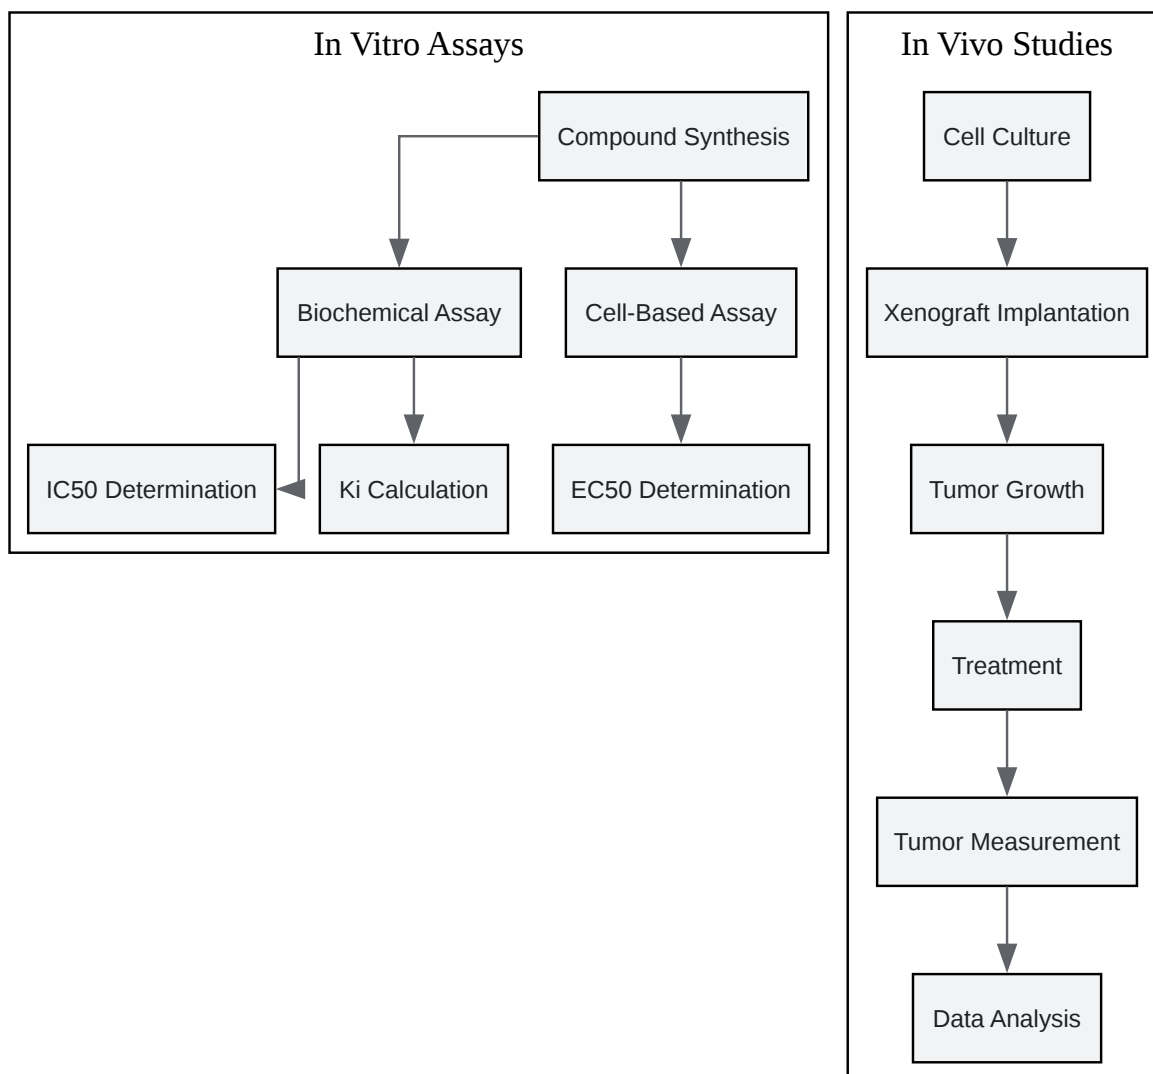 In Vitro Assays
Compound Synthesis
Biochemical Assay
Cell-Based Assay
IC50 Determination
Ki Calculation
EC50 Determination
In Vivo Studies
Cell Culture
Xenograft Implantation
Tumor Growth
Treatment
Tumor Measurement
Data Analysis